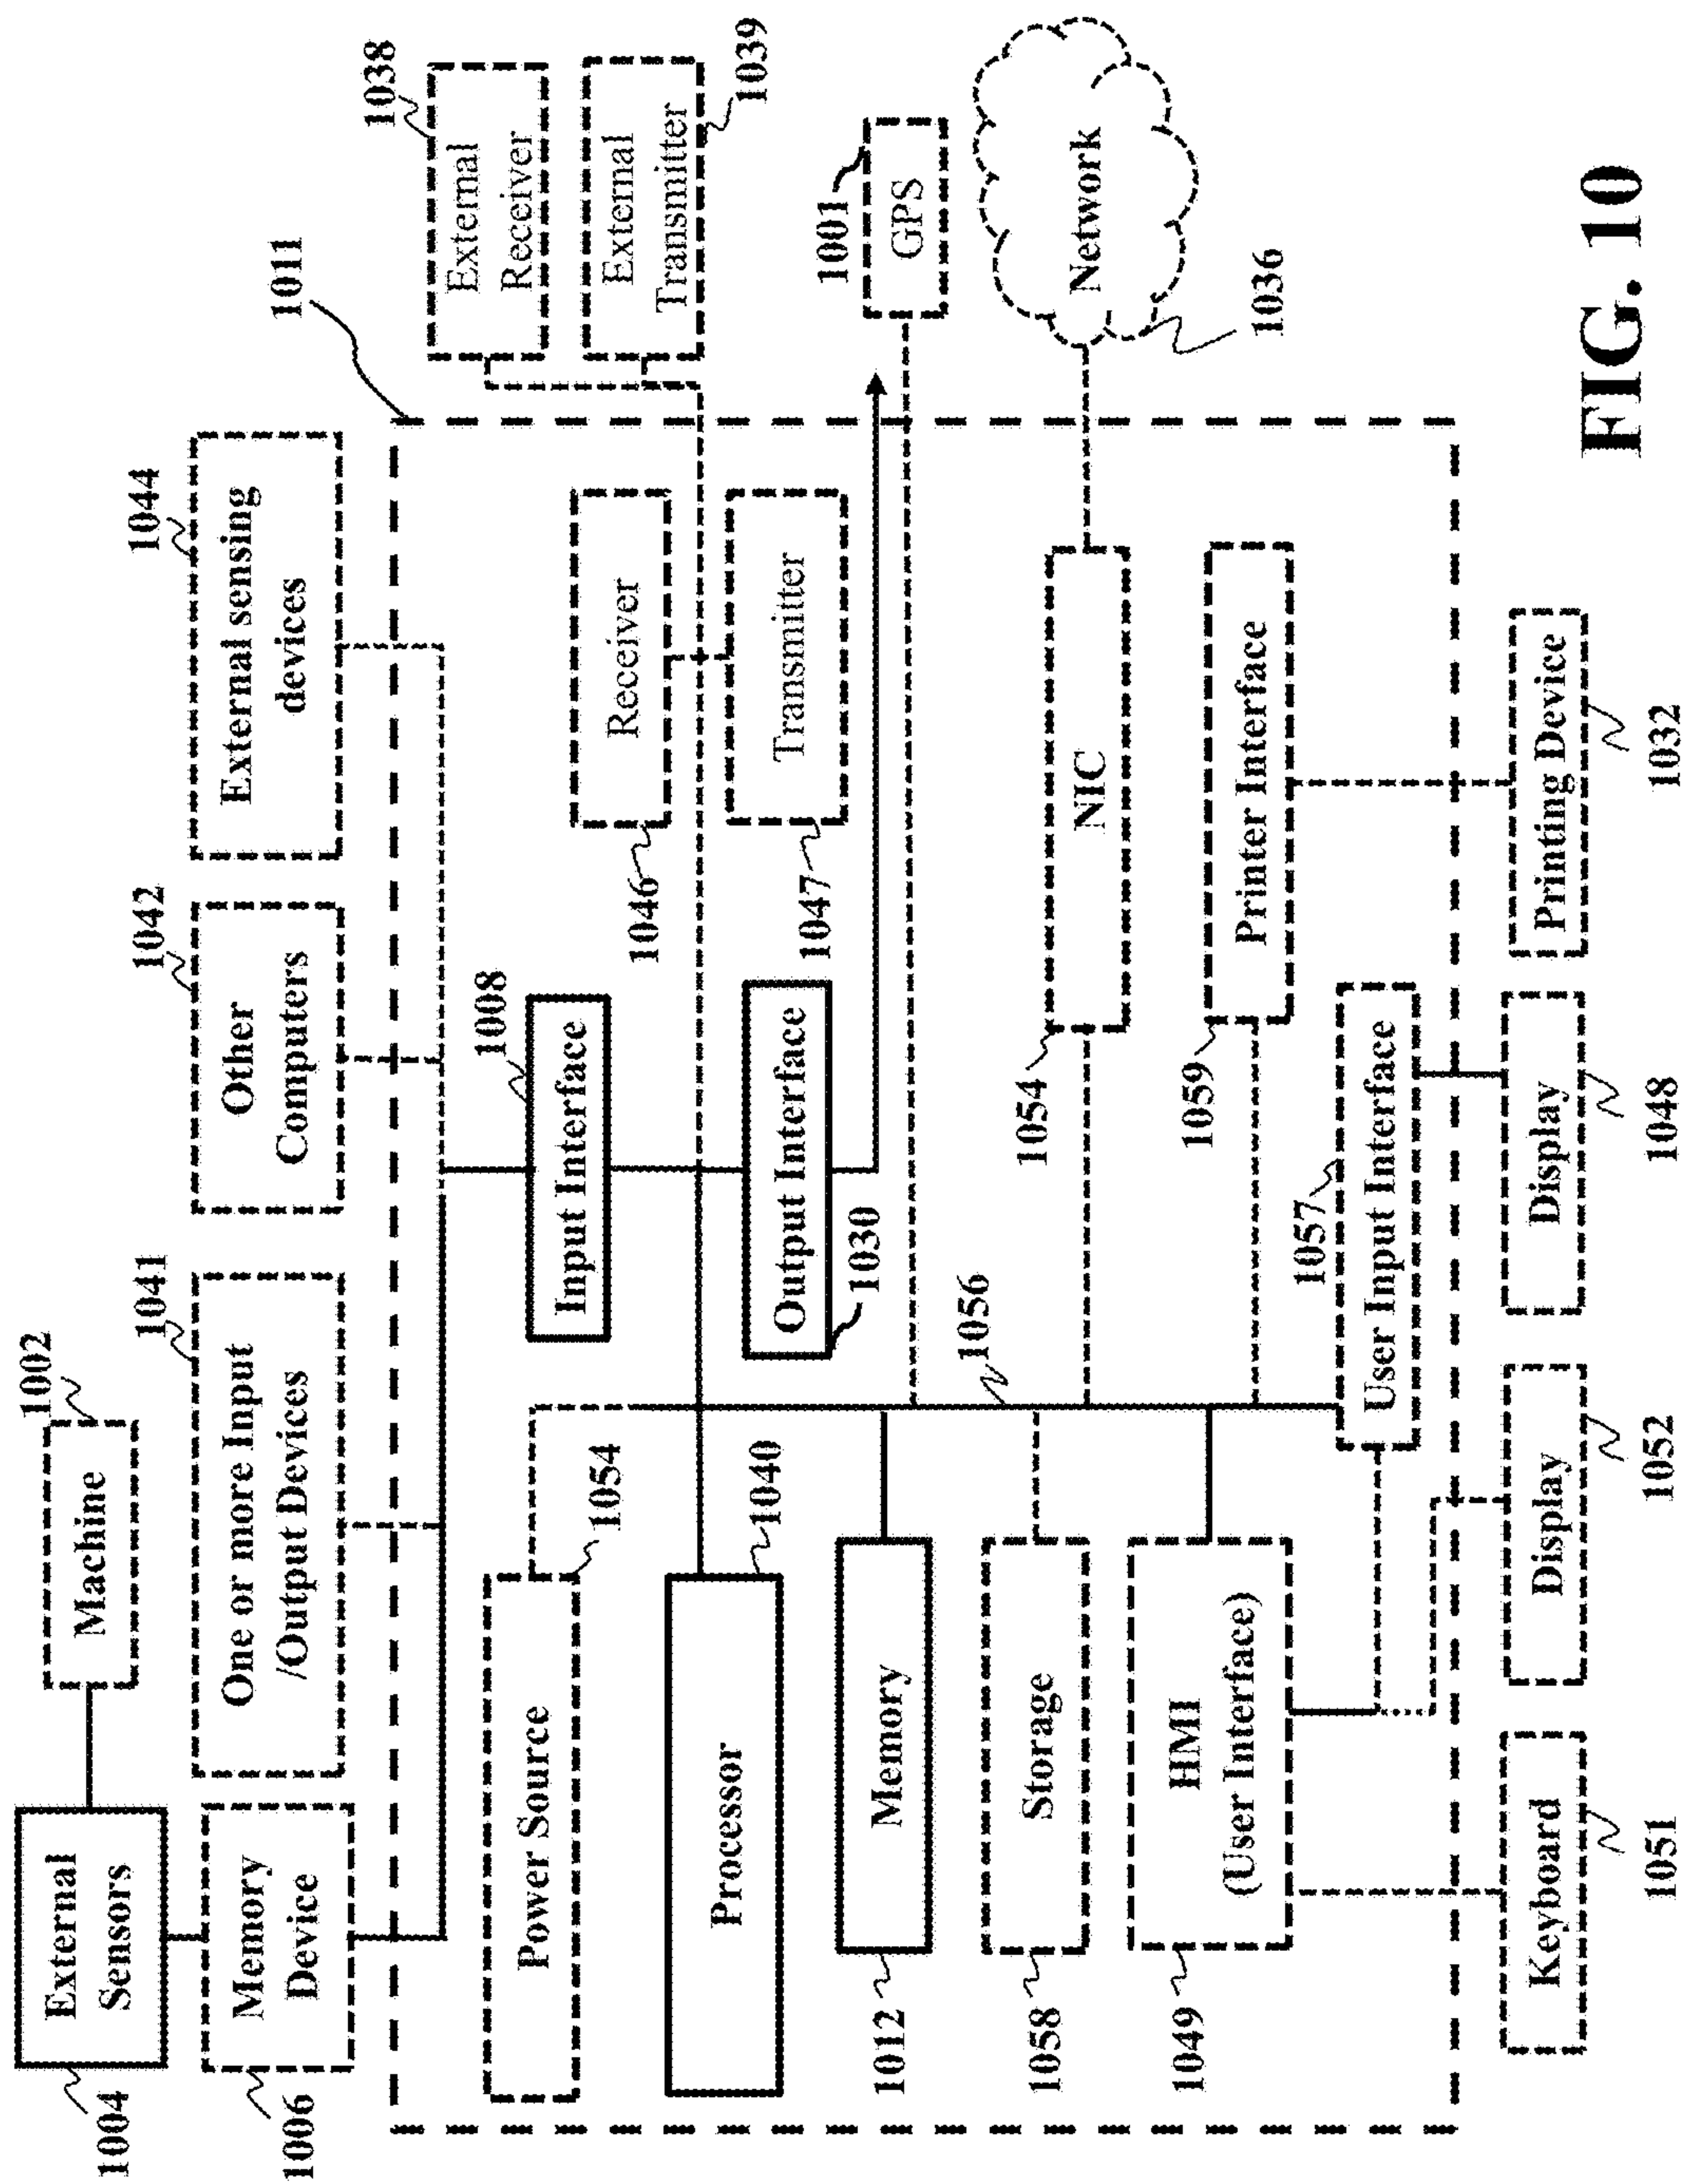 1002
Machine
External
Sensors
1004
Memory
Device
1006
1041
One or more Input
/Output Devices
1042
Other
Computers
1044
External sensing
devices
1011
1038
External
Receiver
External
Transmitter
1039
Power Source
1054
Input Interface
1008
Receiver
1046
Processor
1040
Output Interface
1030
Transmitter
1047
1001
GPS
Memory
1012
1056
Storage
1058
NIC
1054
Network
1036
HMI
(User Interface)
1049
Printer Interface
1059
User Input Interface
1057
Keyboard
1051
Display
1052
Display
1048
Printing Device
1032
FIG. 10